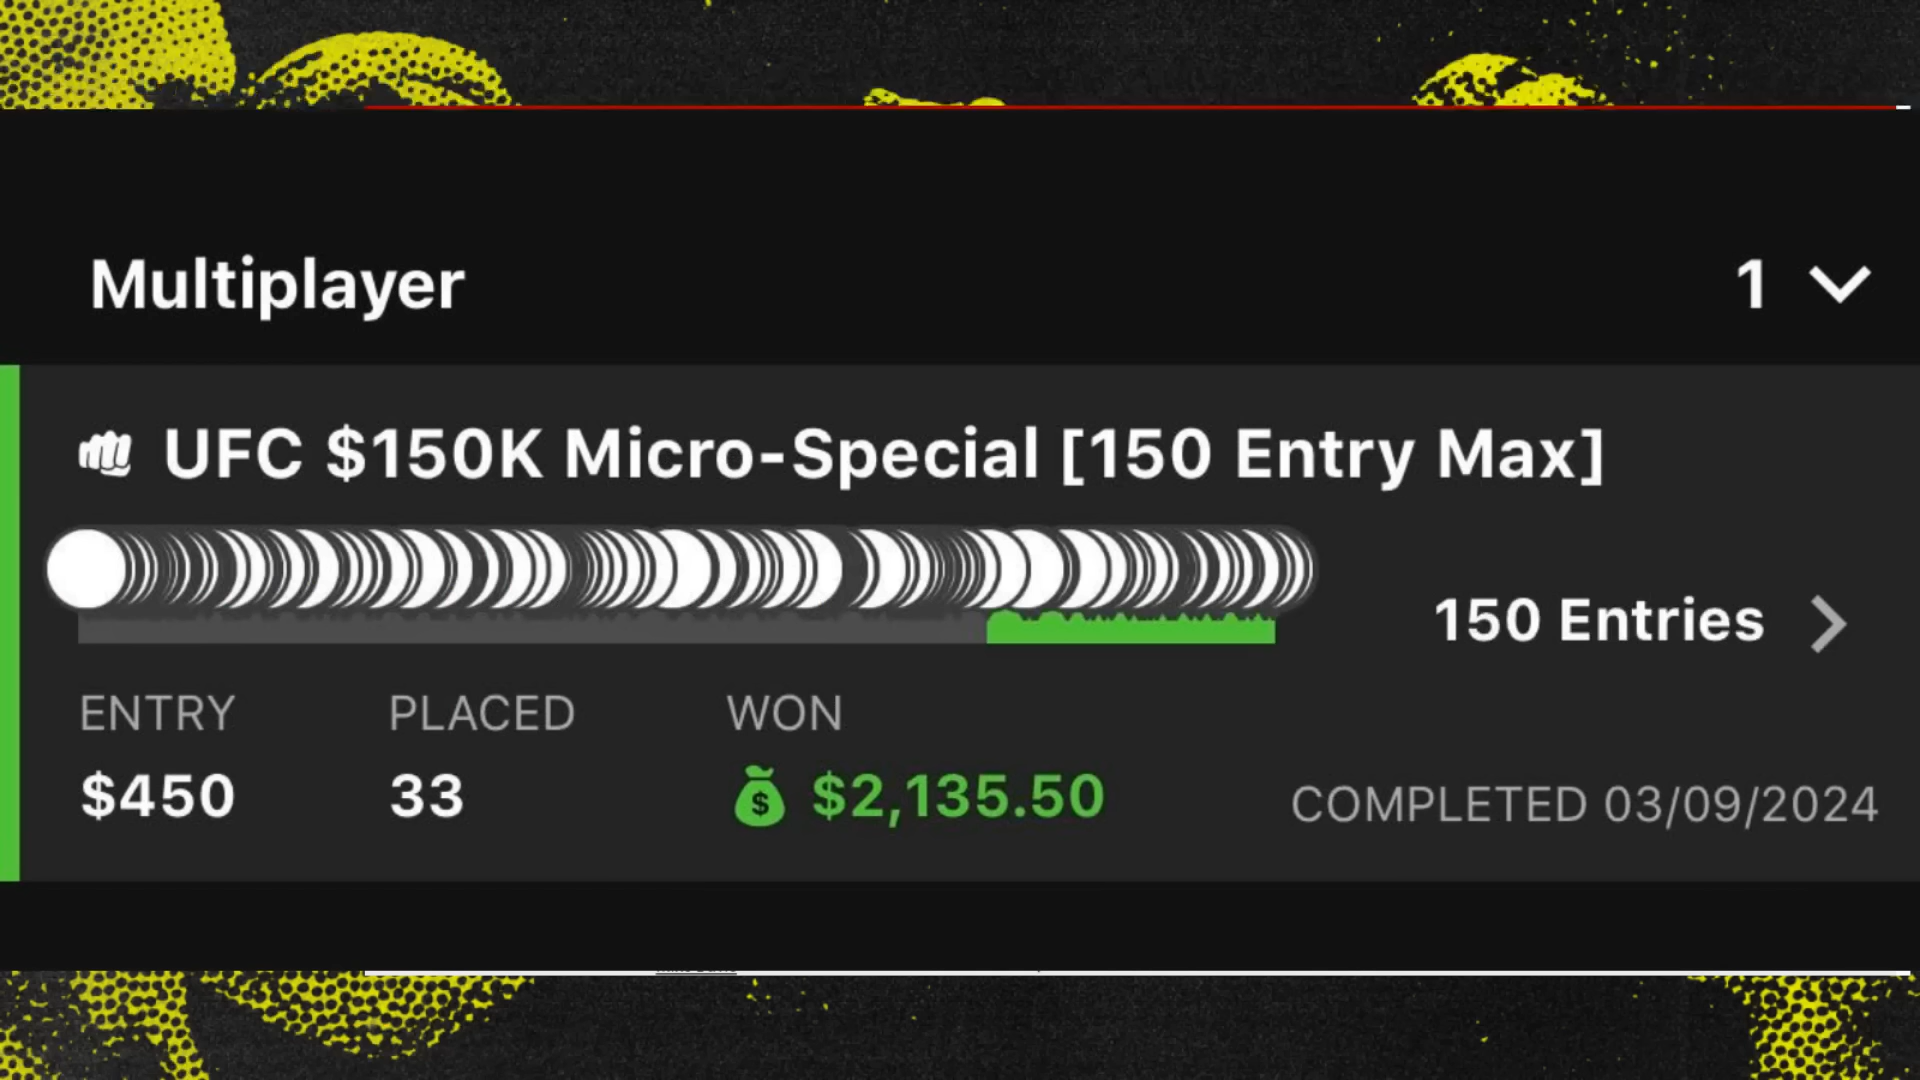 Multiplayer
1
UFC $150K Micro-Special [150 Entry Max]
150 Entries
ENTRY PLACED WON
$450 33 $ $2,135.50
COMPLETED 03/09/2024